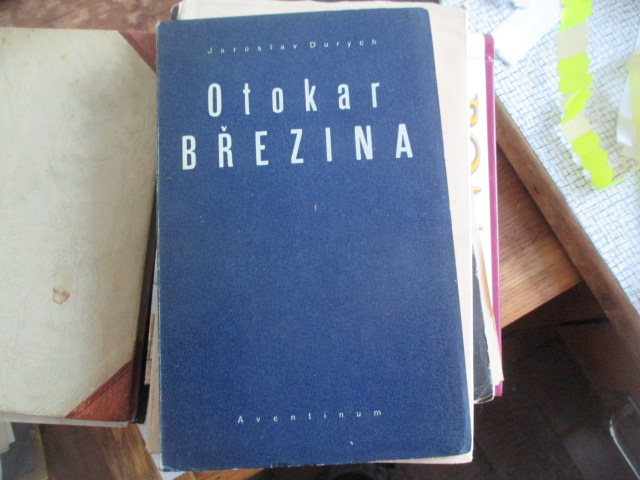 Jaroslav Durych
Otokar
BŘEZINA
Aventinum